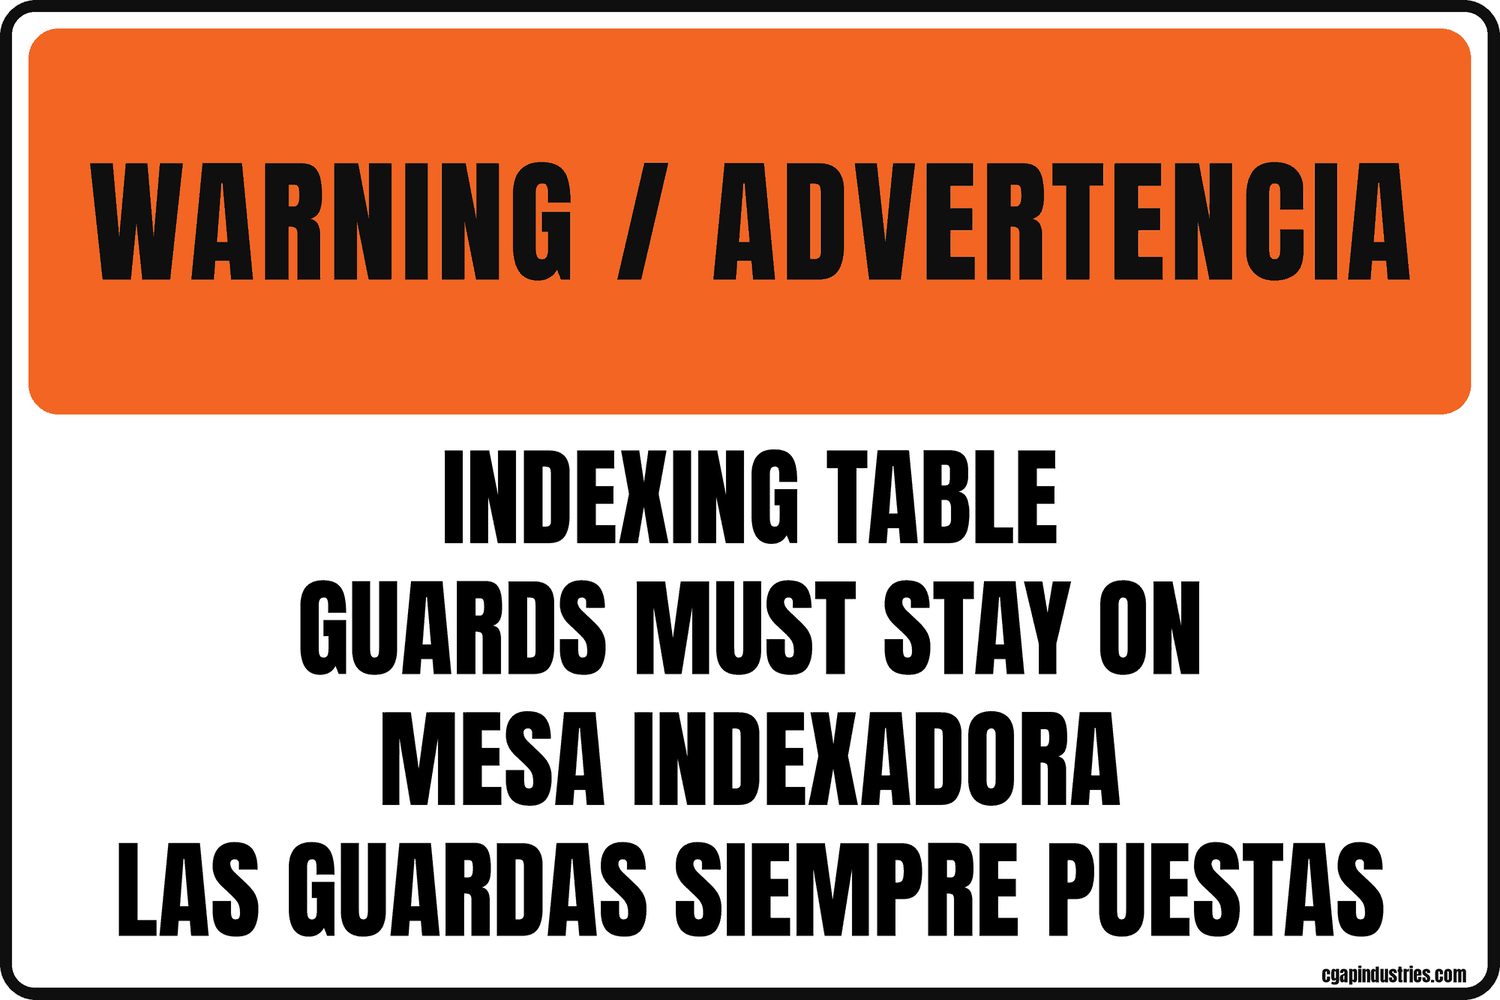 WARNING / ADVERTENCIA
INDEXING TABLE
GUARDS MUST STAY ON
MESA INDEXADORA
LAS GUARDAS SIEMPRE PUESTAS
cgapindustries.com